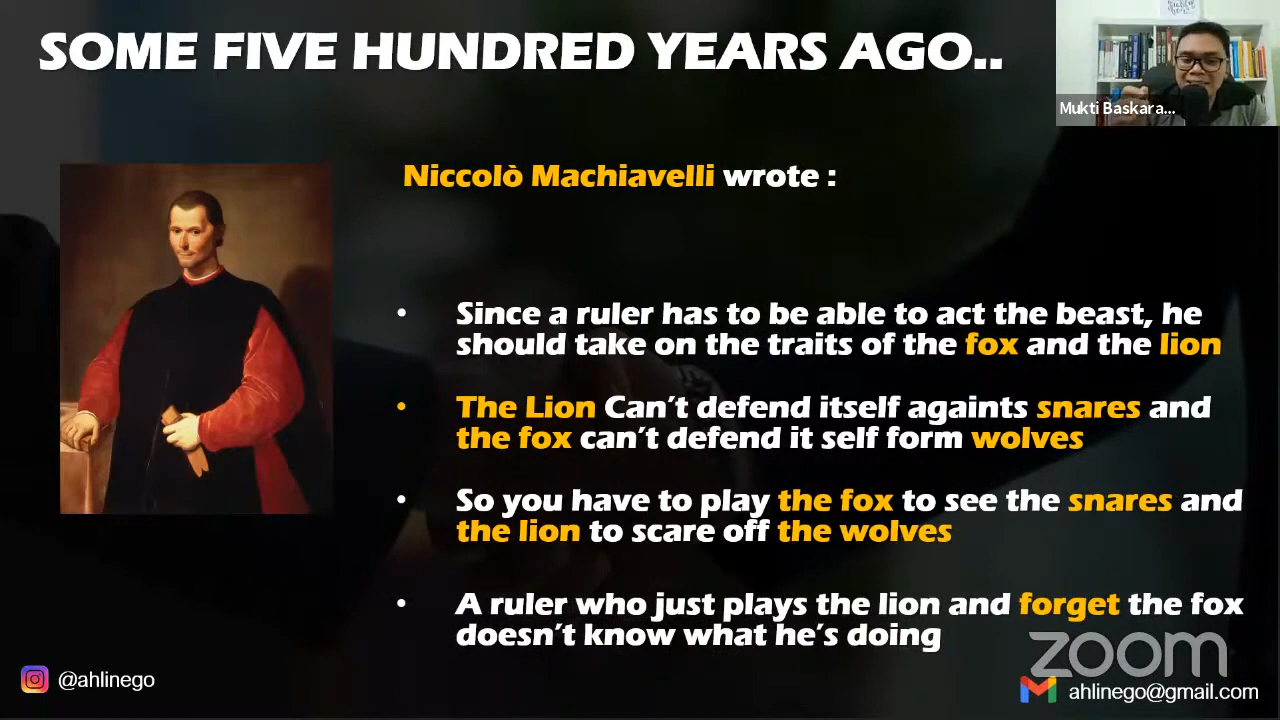 SOME FIVE HUNDRED YEARS AGO..
Mukti Baskara...
Niccolò Machiavelli wrote :
• Since a ruler has to be able to act the beast, he
should take on the traits of the fox and the lion
• The Lion Can't defend itself againts snares and
the fox can't defend it self form wolves
• So you have to play the fox to see the snares and
the lion to scare off the wolves
• A ruler who just plays the lion and forget the fox
doesn't know what he's doing
zoom
@ahlinego
ahlinego@gmail.com